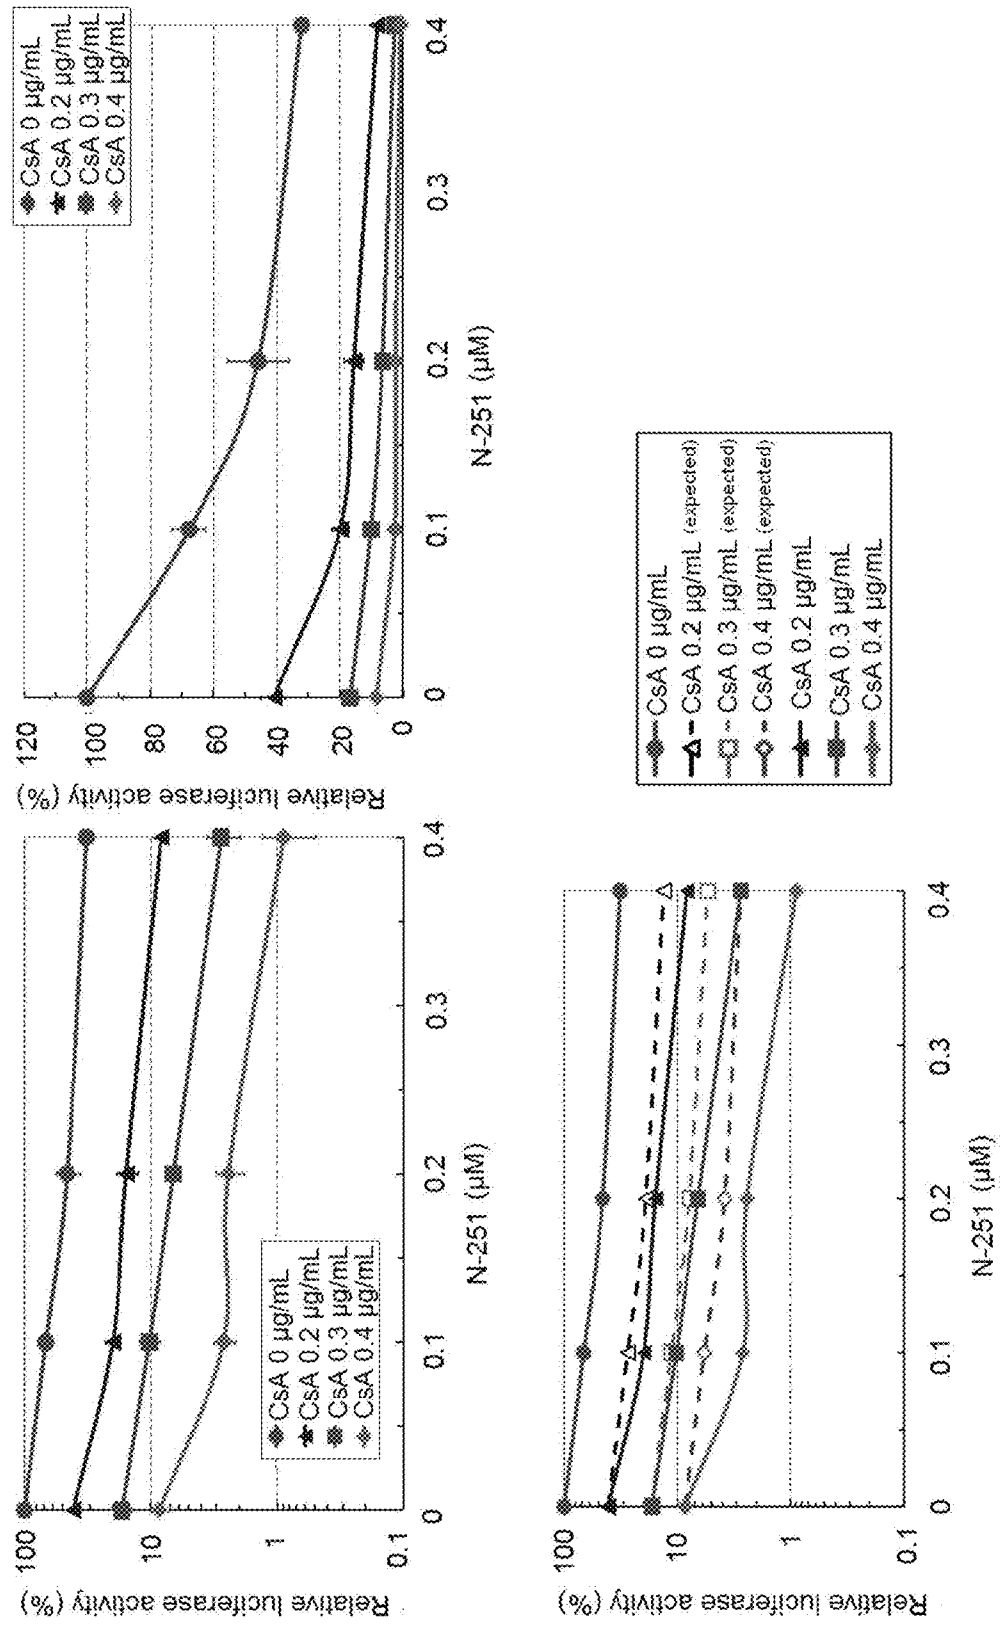 Relative luciferase activity (%)
100
10
1
0.1
0
0.1
0.2
0.3
0.4
N-251 (µM)
CsA 0 µg/mL
CsA 0.2 µg/mL
CsA 0.3 µg/mL
CsA 0.4 µg/mL
Relative luciferase activity (%)
120
100
80
60
40
20
0
0
0.1
0.2
0.3
0.4
N-251 (µM)
CsA 0 µg/mL
CsA 0.2 µg/mL
CsA 0.3 µg/mL
CsA 0.4 µg/mL
Relative luciferase activity (%)
100
10
1
0.1
0
0.1
0.2
0.3
0.4
N-251 (µM)
CsA 0 µg/mL
CsA 0.2 µg/mL (expected)
CsA 0.3 µg/mL (expected)
CsA 0.4 µg/mL (expected)
CsA 0.2 µg/mL
CsA 0.3 µg/mL
CsA 0.4 µg/mL